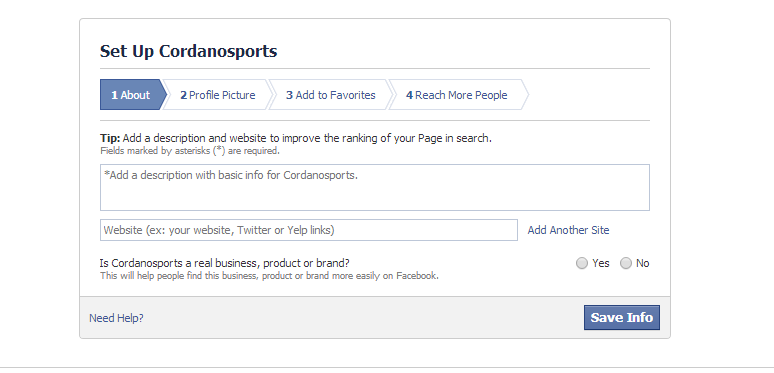 Set Up Cordanosports
1 About 2 Profile Picture 3 Add to Favorites 4 Reach More People
Tip: Add a description and website to improve the ranking of your Page in search.
Fields marked by asterisks (*) are required.
*Add a description with basic info for Cordanosports.
Website (ex: your website, Twitter or Yelp links) Add Another Site
Is Cordanosports a real business, product or brand? Yes No
This will help people find this business, product or brand more easily on Facebook.
Need Help? Save Info